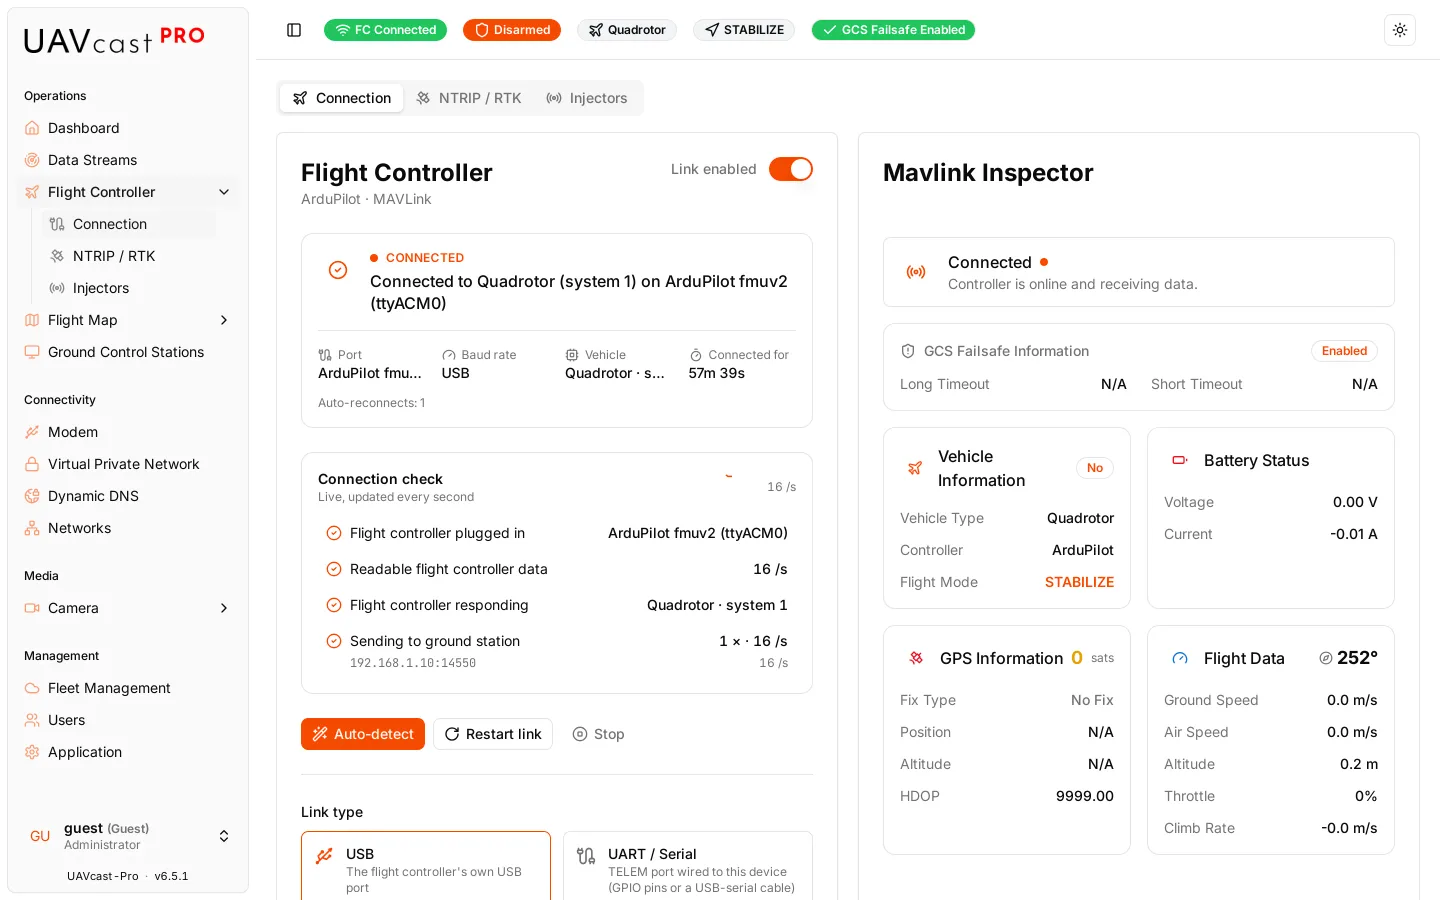 UAVcast PRO
FC Connected
Disarmed
Quadrotor
STABILIZE
GCS Failsafe Enabled
Operations
Dashboard
Data Streams
Flight Controller
Connection
NTRIP / RTK
Injectors
Flight Map
Ground Control Stations
Connectivity
Modem
Virtual Private Network
Dynamic DNS
Networks
Media
Camera
Management
Fleet Management
Users
Application
GU
guest (Guest)
Administrator
UAVcast-Pro · v6.5.1
Connection
NTRIP / RTK
Injectors
Flight Controller
Link enabled
ArduPilot · MAVLink
CONNECTED
Connected to Quadrotor (system 1) on ArduPilot fmuv2
(ttyACM0)
Port
Baud rate
Vehicle
Connected for
ArduPilot fmu...
USB
Quadrotor · s...
57m 39s
Auto-reconnects: 1
Connection check
Live, updated every second
16 /s
Flight controller plugged in
ArduPilot fmuv2 (ttyACM0)
Readable flight controller data
16 /s
Flight controller responding
Quadrotor · system 1
Sending to ground station
1 × · 16 /s
192.168.1.10:14550
16 /s
Auto-detect
Restart link
Stop
Link type
USB
The flight controller's own USB
port
UART / Serial
TELEM port wired to this device
(GPIO pins or a USB-serial cable)
Mavlink Inspector
Connected
Controller is online and receiving data.
GCS Failsafe Information
Enabled
Long Timeout
N/A
Short Timeout
N/A
Vehicle
Information
No
Vehicle Type
Quadrotor
Controller
ArduPilot
Flight Mode
STABILIZE
Battery Status
Voltage
0.00 V
Current
-0.01 A
GPS Information
0 sats
Fix Type
No Fix
Position
N/A
Altitude
N/A
HDOP
9999.00
Flight Data
252°
Ground Speed
0.0 m/s
Air Speed
0.0 m/s
Altitude
0.2 m
Throttle
0%
Climb Rate
-0.0 m/s